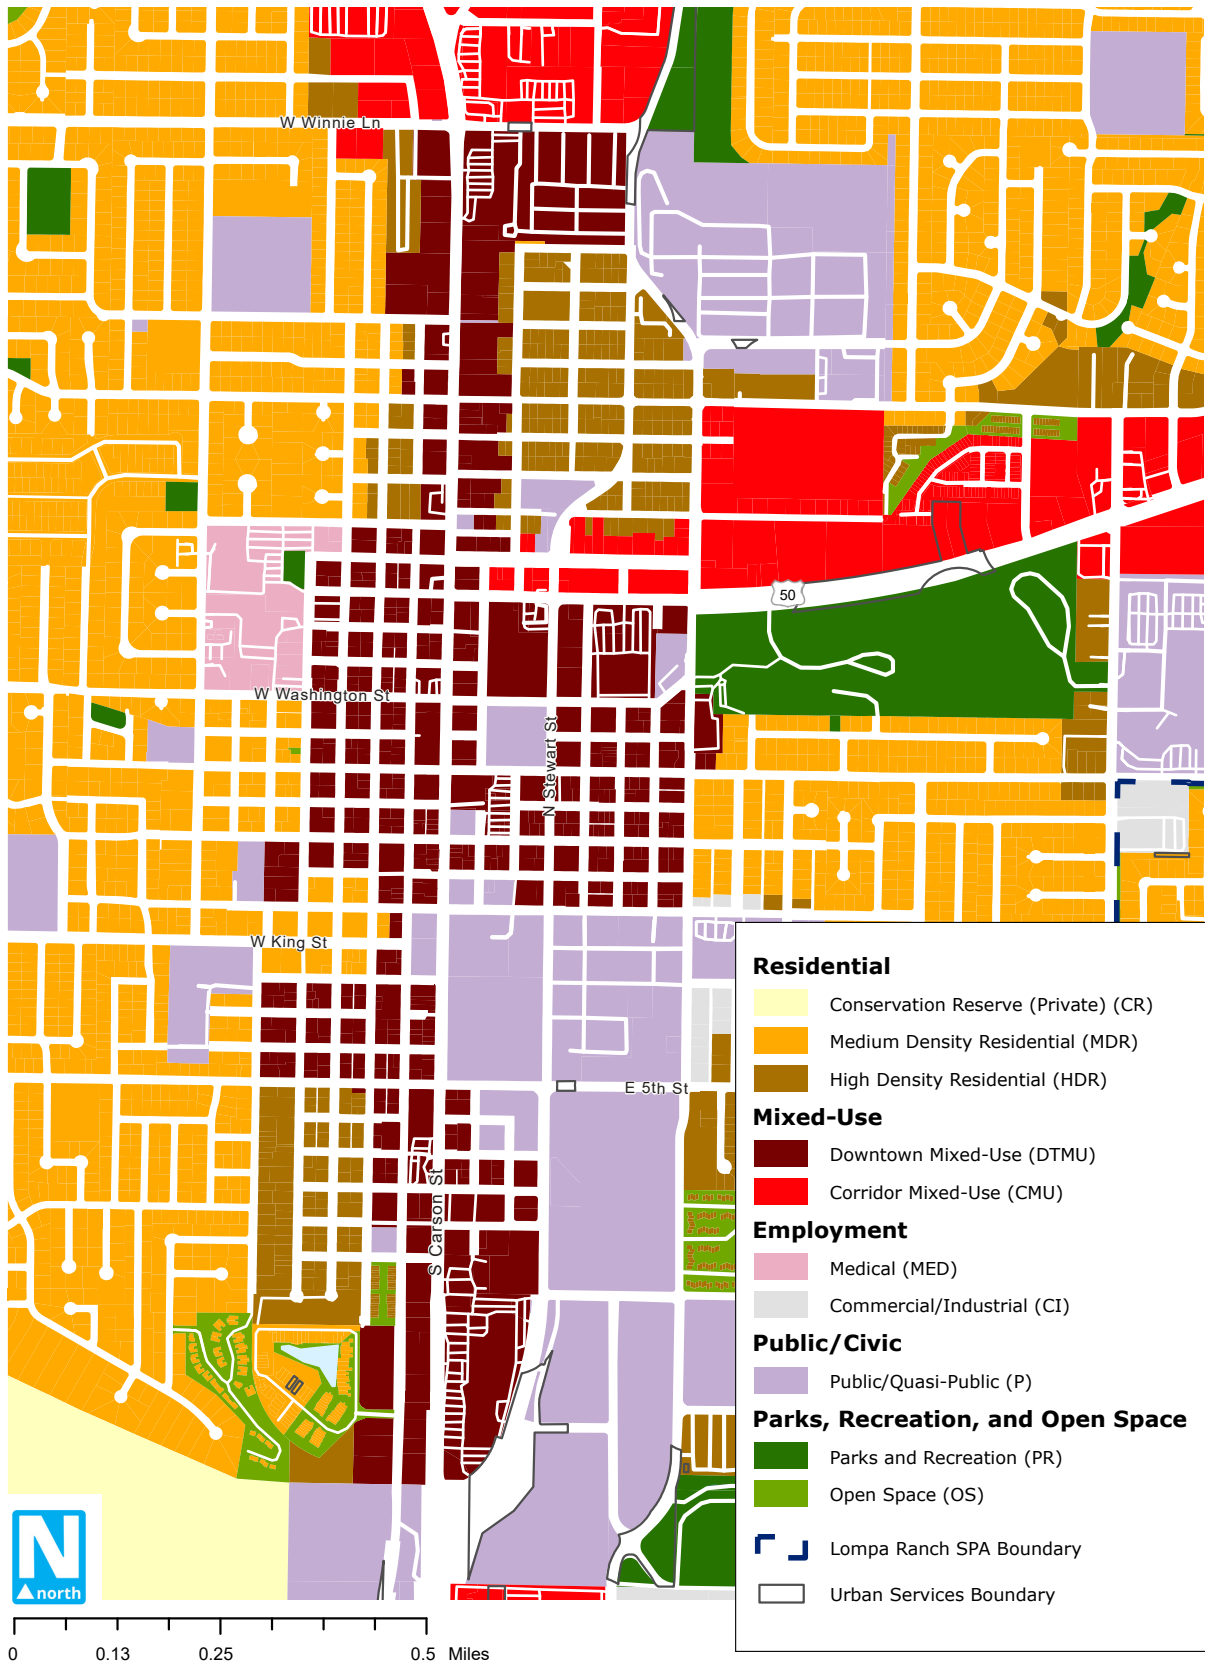 W Winnie Ln
50
W Washington St
N Stewart St
W King St
E 5th St
S Carson St
Residential
Conservation Reserve (Private) (CR)
Medium Density Residential (MDR)
High Density Residential (HDR)
Mixed-Use
Downtown Mixed-Use (DTMU)
Corridor Mixed-Use (CMU)
Employment
Medical (MED)
Commercial/Industrial (CI)
Public/Civic
Public/Quasi-Public (P)
Parks, Recreation, and Open Space
Parks and Recreation (PR)
Open Space (OS)
Lompa Ranch SPA Boundary
Urban Services Boundary
N
north
0 0.13 0.25 0.5 Miles